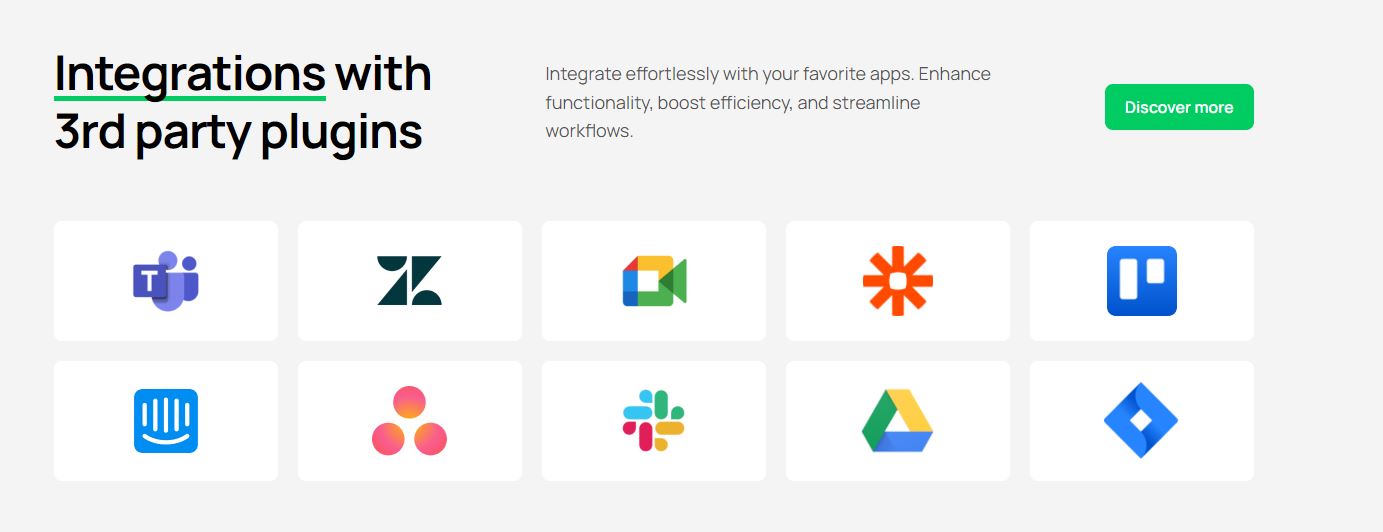 Integrations with
3rd party plugins
Integrate effortlessly with your favorite apps. Enhance
functionality, boost efficiency, and streamline
workflows.
Discover more
T